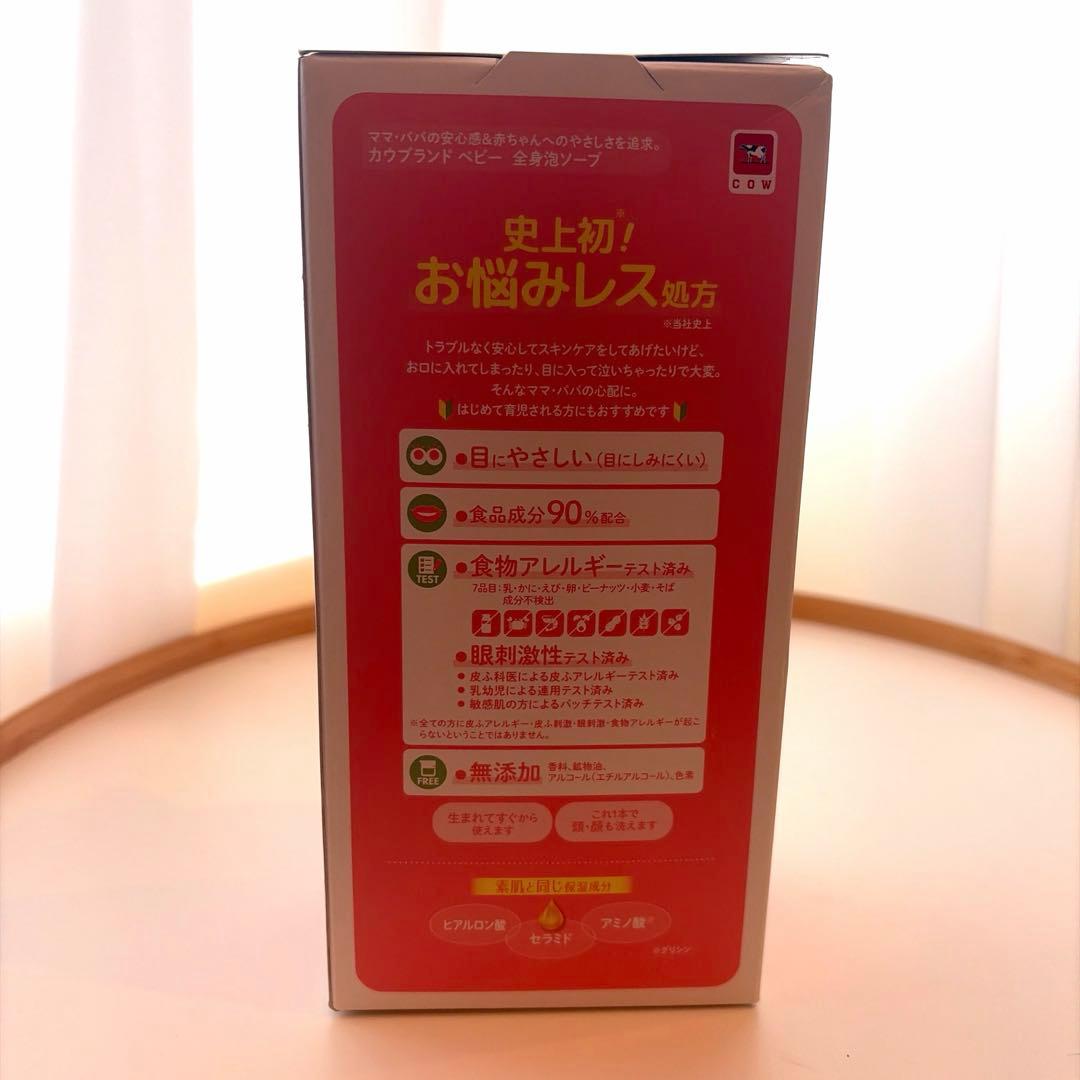 ママ・パパの安心感&赤ちゃんへのやさしさを追求。
カウブランド ベビー 全身泡ソープ
COW
史上初!※
お悩みレス処方
※当社史上
トラブルなく安心してスキンケアをしてあげたいけど、
お口に入れてしまったり、目に入って泣いちゃったりで大変。
そんなママ・パパの心配に。
はじめて育児される方にもおすすめです
●目にやさしい(目にしみにくい)
●食品成分90%配合
TEST
●食物アレルギーテスト済み
7品目:乳・かに・えび・卵・ピーナッツ・小麦・そば
成分不検出
●眼刺激性テスト済み
●皮ふ科医による皮ふアレルギーテスト済み
●乳幼児による連用テスト済み
●敏感肌の方によるパッチテスト済み
※全ての方に皮ふアレルギー・皮ふ刺激・眼刺激・食物アレルギーが起こ
らないということではありません。
FREE
●無添加
香料、鉱物油、
アルコール(エチルアルコール)、色素
生まれてすぐから
使えます
これ1本で
頭・顔も洗えます
素肌と同じ保湿成分
ヒアルロン酸
セラミド
アミノ酸※
※グリシン